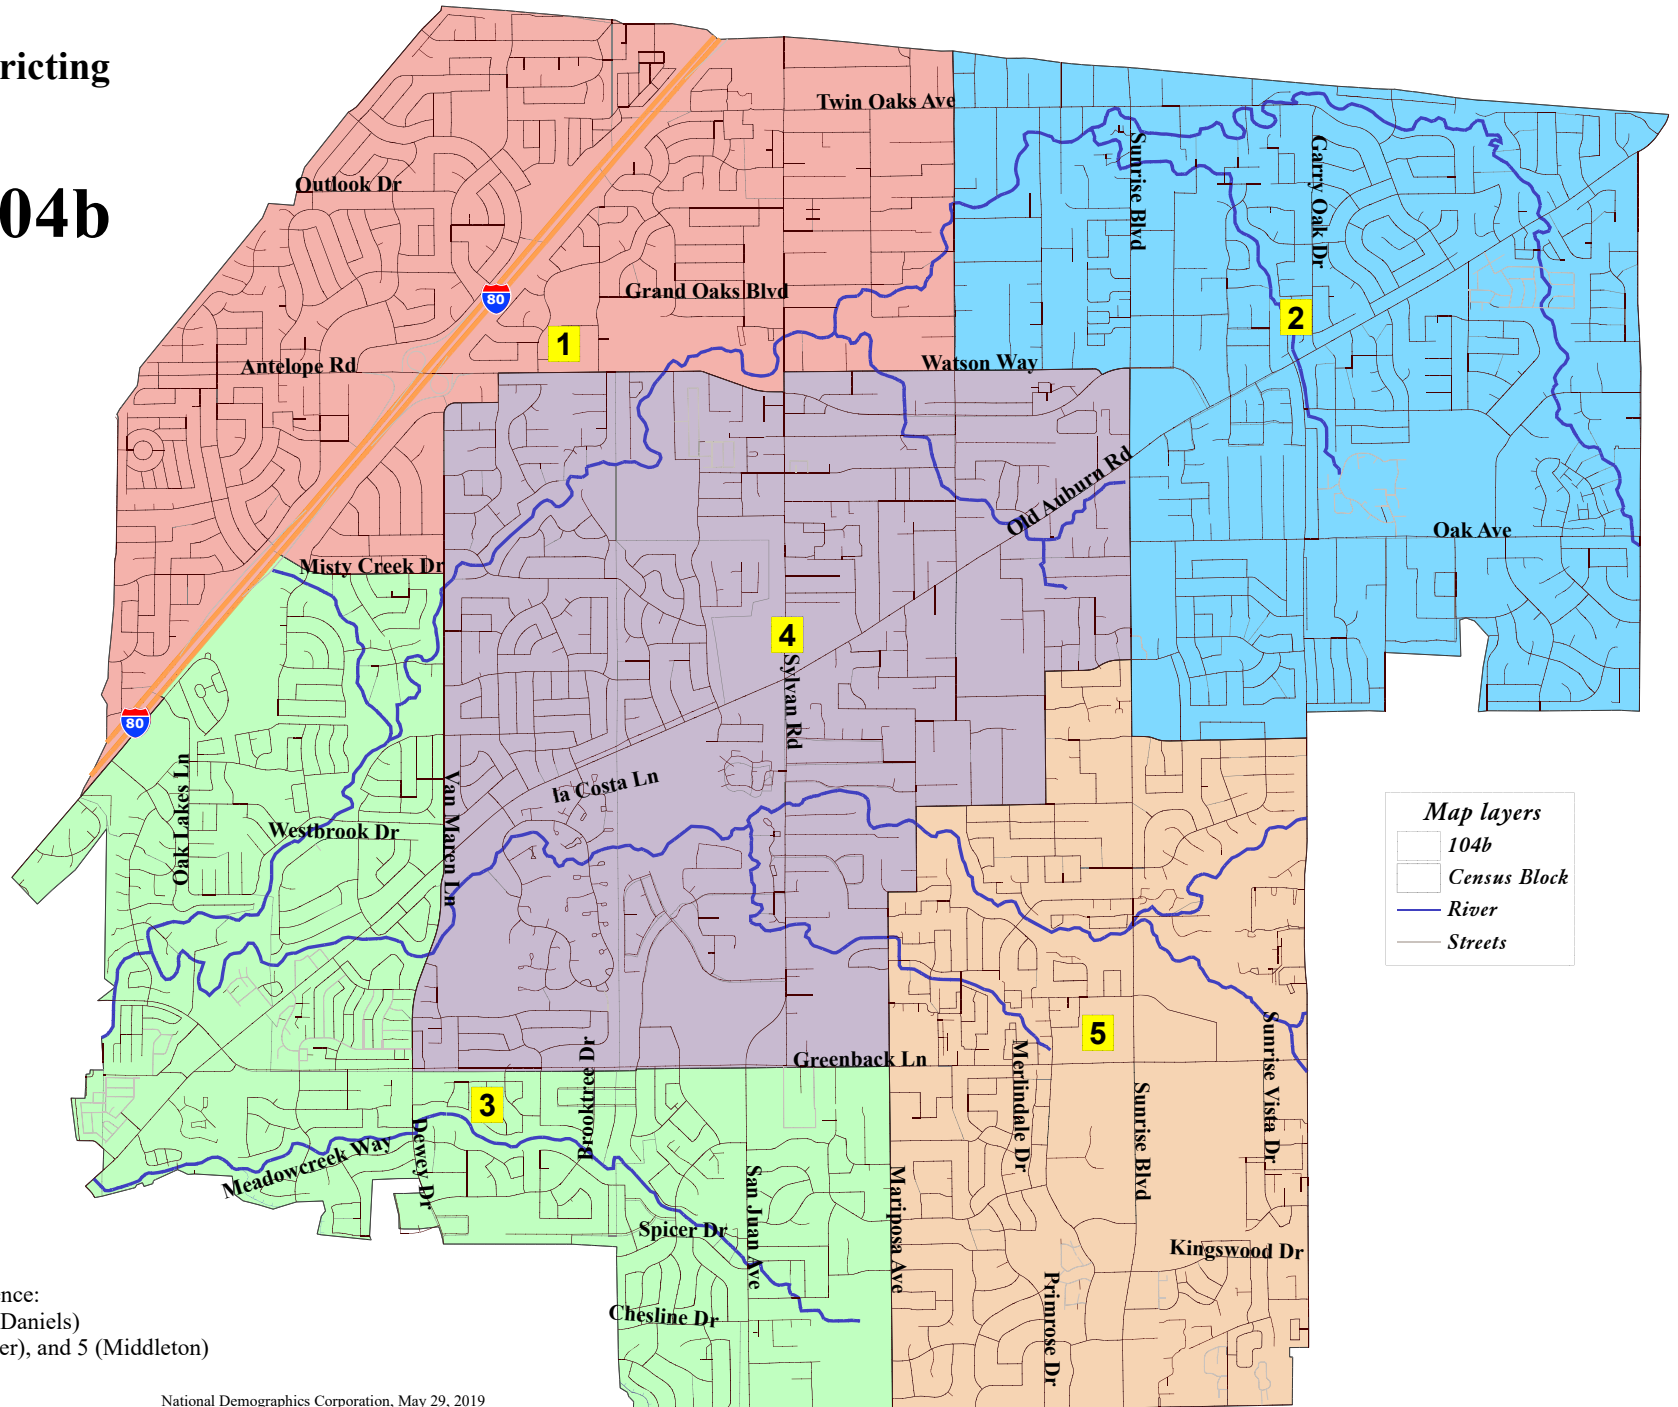 ricting
04b
Twin Oaks Ave
Outlook Dr
Sunrise Blvd
Garry Oak Dr
80
Grand Oaks Blvd
1
2
Antelope Rd
Watson Way
Old Auburn Rd
Oak Ave
Misty Creek Dr
4
Sylvan Rd
80
Oak Lakes Ln
Van Maren Ln
la Costa Ln
Westbrook Dr
Map layers
104b
Census Block
River
Streets
5
Greenback Ln
Merlindale Dr
Sunrise Vista Dr
3
Brooktree Dr
Dewey Dr
Meadowcreek Way
San Juan Ave
Mariposa Ave
Sunrise Blvd
Spicer Dr
Kingswood Dr
Chesline Dr
Primrose Dr
nce:
Daniels)
er), and 5 (Middleton)
National Demographics Corporation, May 29, 2019